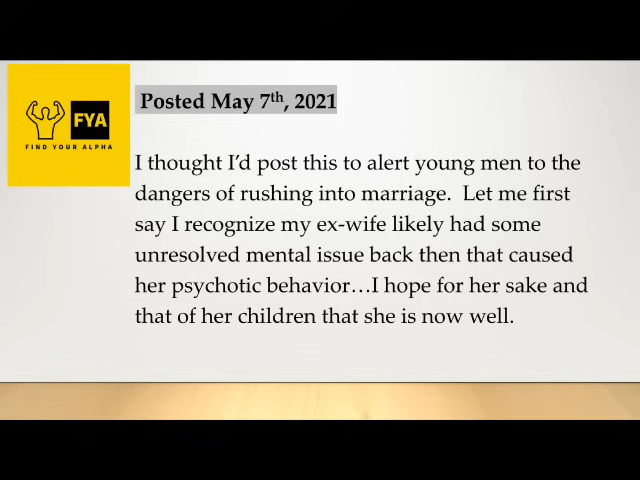 FYA
FIND YOUR ALPHA
Posted May 7th, 2021
I thought I’d post this to alert young men to the
dangers of rushing into marriage.  Let me first
say I recognize my ex-wife likely had some
unresolved mental issue back then that caused
her psychotic behavior…I hope for her sake and
that of her children that she is now well.